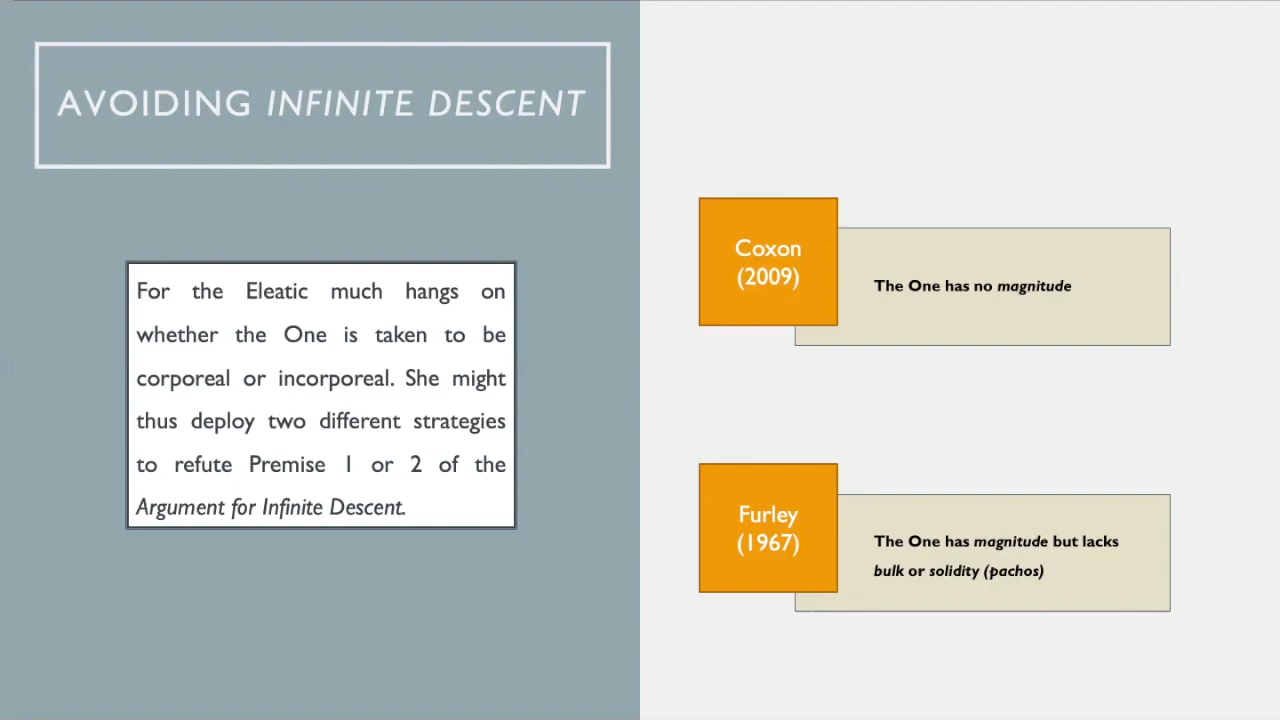 AVOIDING INFINITE DESCENT
For the Eleatic much hangs on
whether the One is taken to be
corporeal or incorporeal. She might
thus deploy two different strategies
to refute Premise 1 or 2 of the
Argument for Infinite Descent.
Coxon
(2009)
The One has no magnitude
Furley
(1967)
The One has magnitude but lacks
bulk or solidity (pachos)